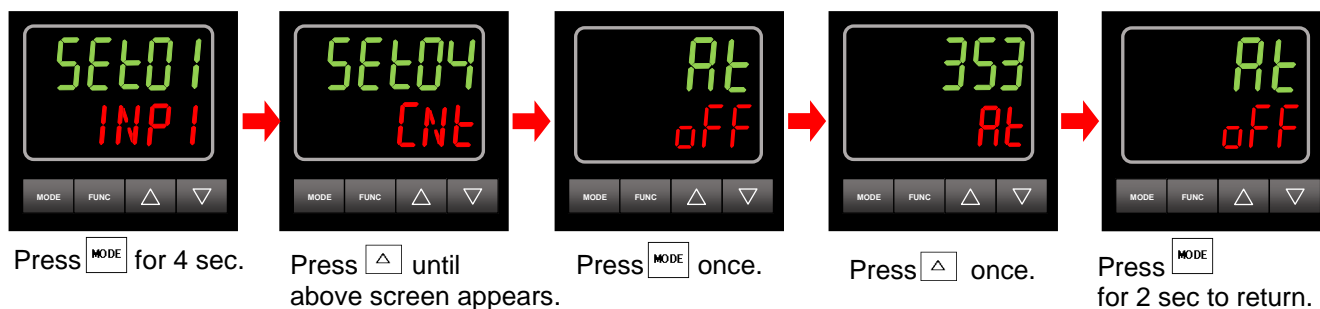 SEt01
INP1
MODE FUNC
Press MODE for 4 sec.
SEt04
CNt
MODE FUNC
Press △ until
above screen appears.
At
oFF
MODE FUNC
Press MODE once.
353
At
MODE FUNC
Press △ once.
At
oFF
MODE FUNC
Press MODE
for 2 sec to return.